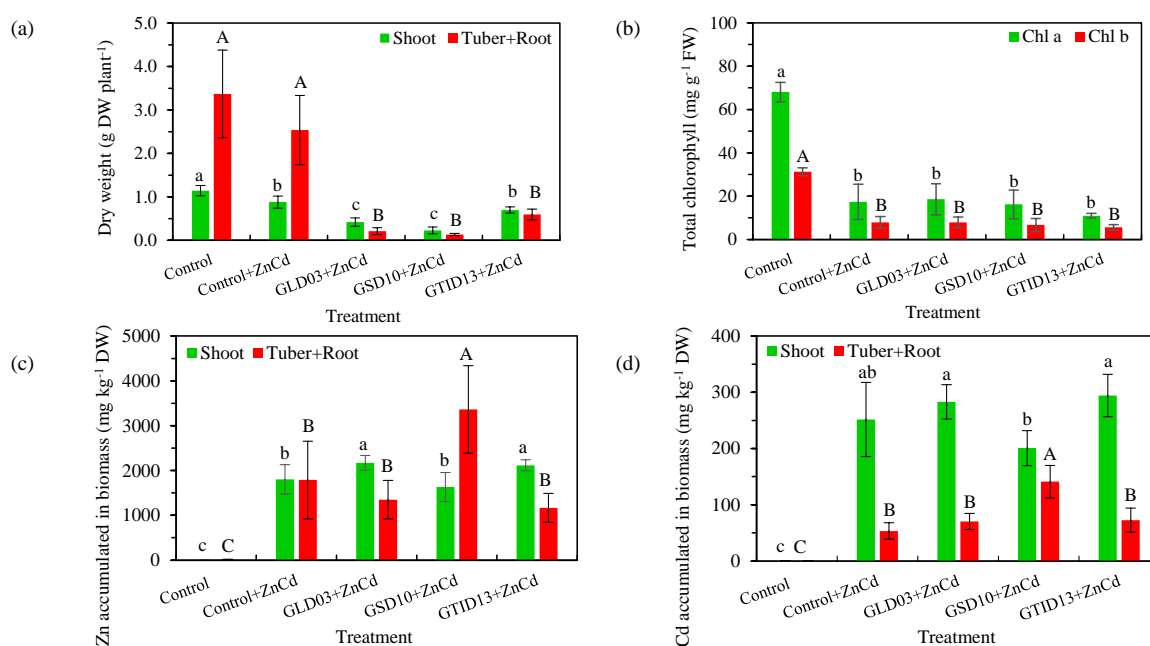 (a)
Dry weight (g DW plant⁻¹)
5.0
4.0
3.0
2.0
1.0
0.0
Shoot Tuber+Root
a A b A c B c B b B
Control Control+ZnCd GLD03+ZnCd GSD10+ZnCd GTID13+ZnCd
Treatment
(b)
Total chlorophyll (mg g⁻¹ FW)
100
80
60
40
20
0
Chl a Chl b
a A b B b B b B b B
Control Control+ZnCd GLD03+ZnCd GSD10+ZnCd GTID13+ZnCd
Treatment
(c)
Zn accumulated in biomass (mg kg⁻¹ DW)
5000
4000
3000
2000
1000
0
Shoot Tuber+Root
c C b B a B b A a B
Control Control+ZnCd GLD03+ZnCd GSD10+ZnCd GTID13+ZnCd
Treatment
(d)
Cd accumulated in biomass (mg kg⁻¹ DW)
400
300
200
100
0
Shoot Tuber+Root
c C ab B a B b A a B
Control Control+ZnCd GLD03+ZnCd GSD10+ZnCd GTID13+ZnCd
Treatment